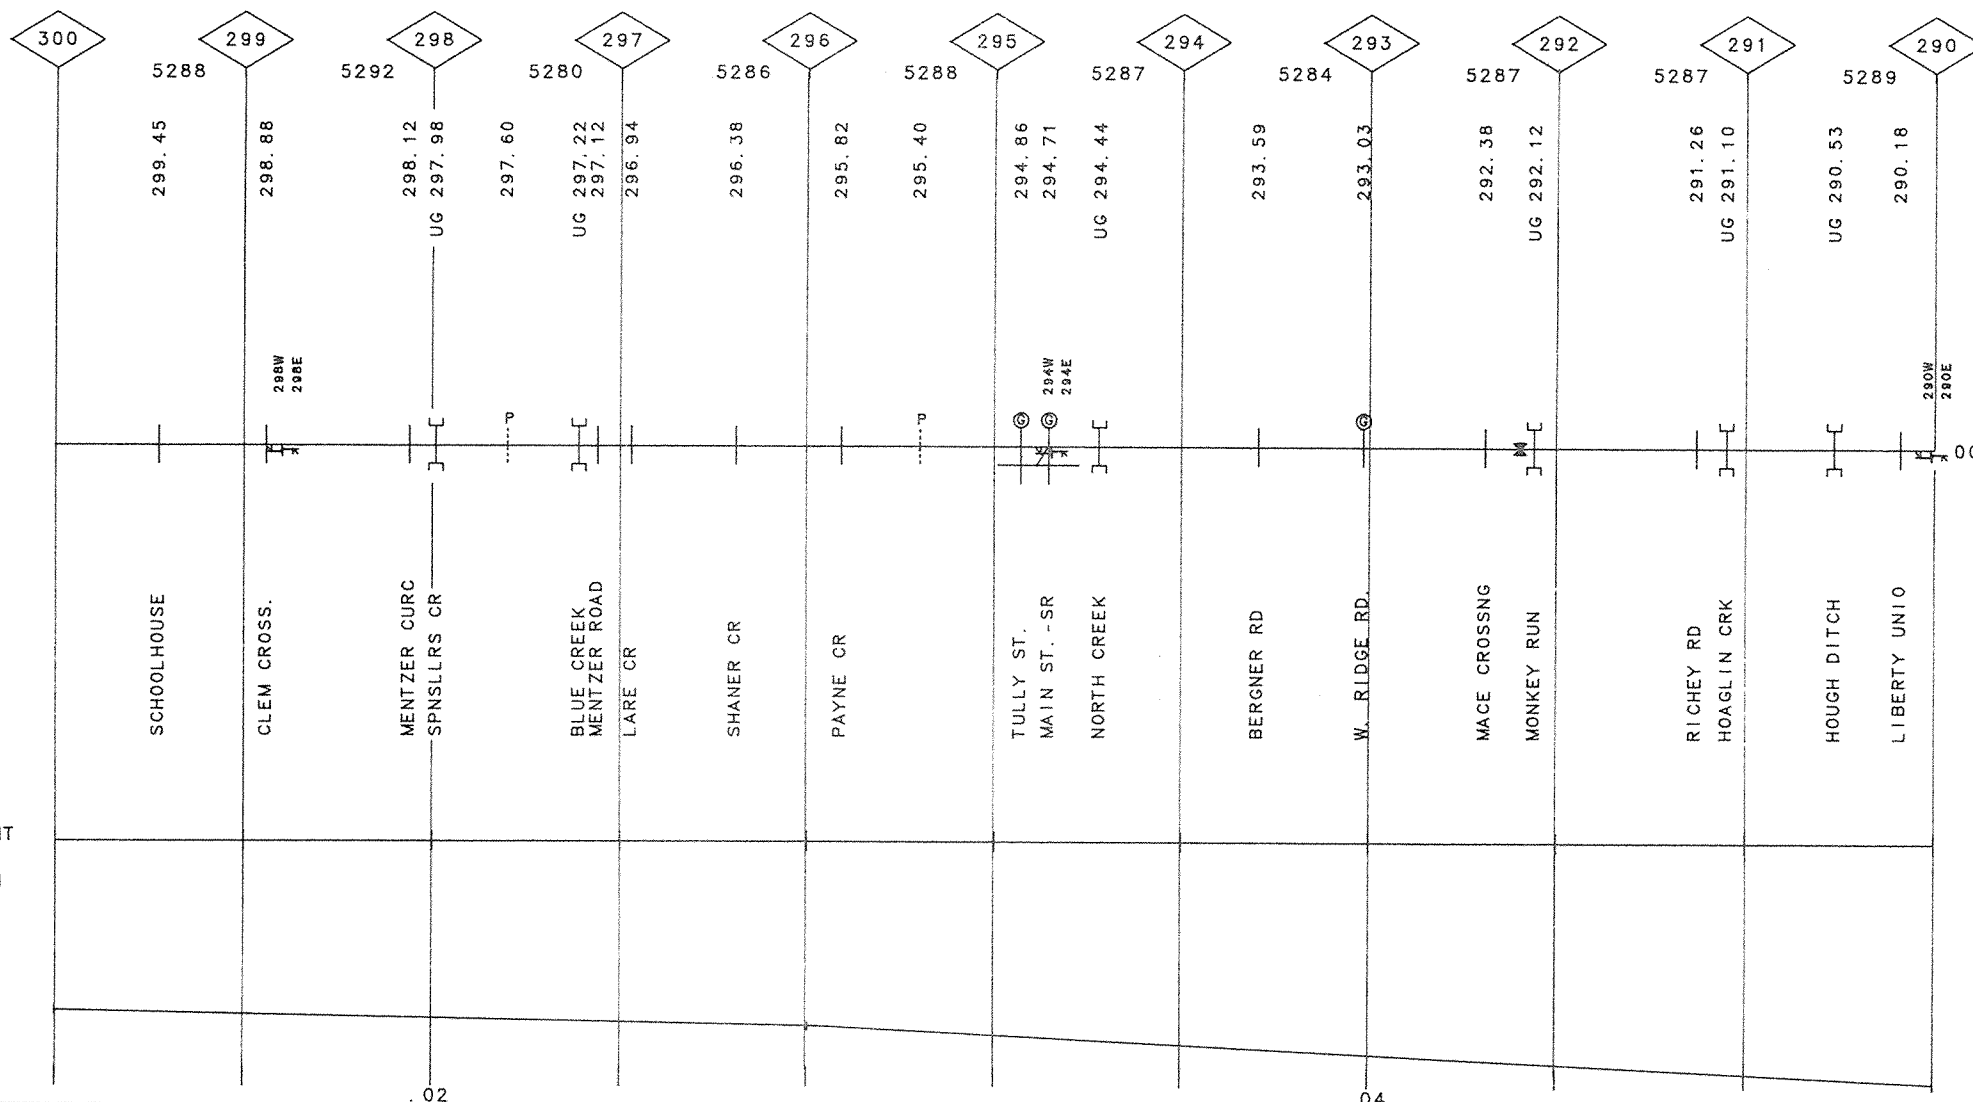 300 299 298 297 296 295 294 293 292 291 290
5288 5292 5280 5286 5288 5287 5284 5287 5287 5289
299.45
298.88
298.12
UG 297.98
297.60
UG 297.22
297.12
296.94
296.38
295.82
295.40
294.86
294.71
UG 294.44
293.59
293.03
292.38
UG 292.12
291.26
UG 291.10
UG 290.53
290.18
298W
298E
294W
294E
290W
290E
P
P
G
G
G
SCHOOLHOUSE
CLEM CROSS.
MENTZER CURC
SPNSLLRS CR
BLUE CREEK
MENTZER ROAD
LARE CR
SHANER CR
PAYNE CR
TULLY ST.
MAIN ST.-SR
NORTH CREEK
BERGNER RD
W. RIDGE RD.
MACE CROSSNG
MONKEY RUN
RICHEY RD
HOAGLIN CRK
HOUGH DITCH
LIBERTY UNIO
.02
.04